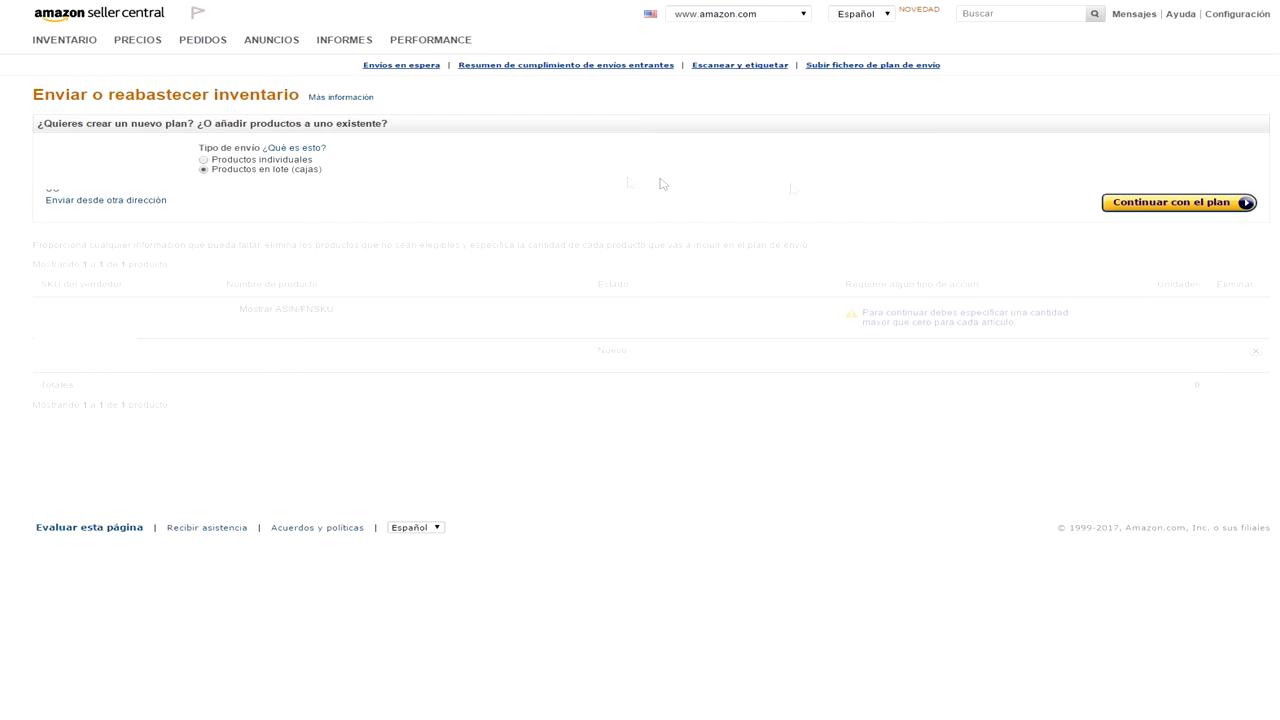 amazon seller central
www.amazon.com
Español
NOVEDAD
Buscar
Mensajes | Ayuda | Configuración
INVENTARIO PRECIOS PEDIDOS ANUNCIOS INFORMES PERFORMANCE
Envíos en espera | Resumen de cumplimiento de envíos entrantes | Escanear y etiquetar | Subir fichero de plan de envío
Enviar o reabastecer inventario Más información
¿Quieres crear un nuevo plan? ¿O añadir productos a uno existente?
Tipo de envío ¿Qué es esto?
Productos individuales
Productos en lote (cajas)
Enviar desde otra dirección
Continuar con el plan
Proporciona cualquier información que pueda faltar, elimina los productos que no sean elegibles y especifica la cantidad de cada producto que vas a incluir en el plan de envío
Mostrando 1 a 1 de 1 producto
SKU del vendedor Nombre de producto Estado Requiere algún tipo de acción Unidades Eliminar
Mostrar ASIN/FNSKU
Para continuar debes especificar una cantidad
mayor que cero para cada artículo.
Nuevo
Totales 0
Mostrando 1 a 1 de 1 producto
Evaluar esta página | Recibir asistencia | Acuerdos y políticas | Español
© 1999-2017, Amazon.com, Inc. o sus filiales